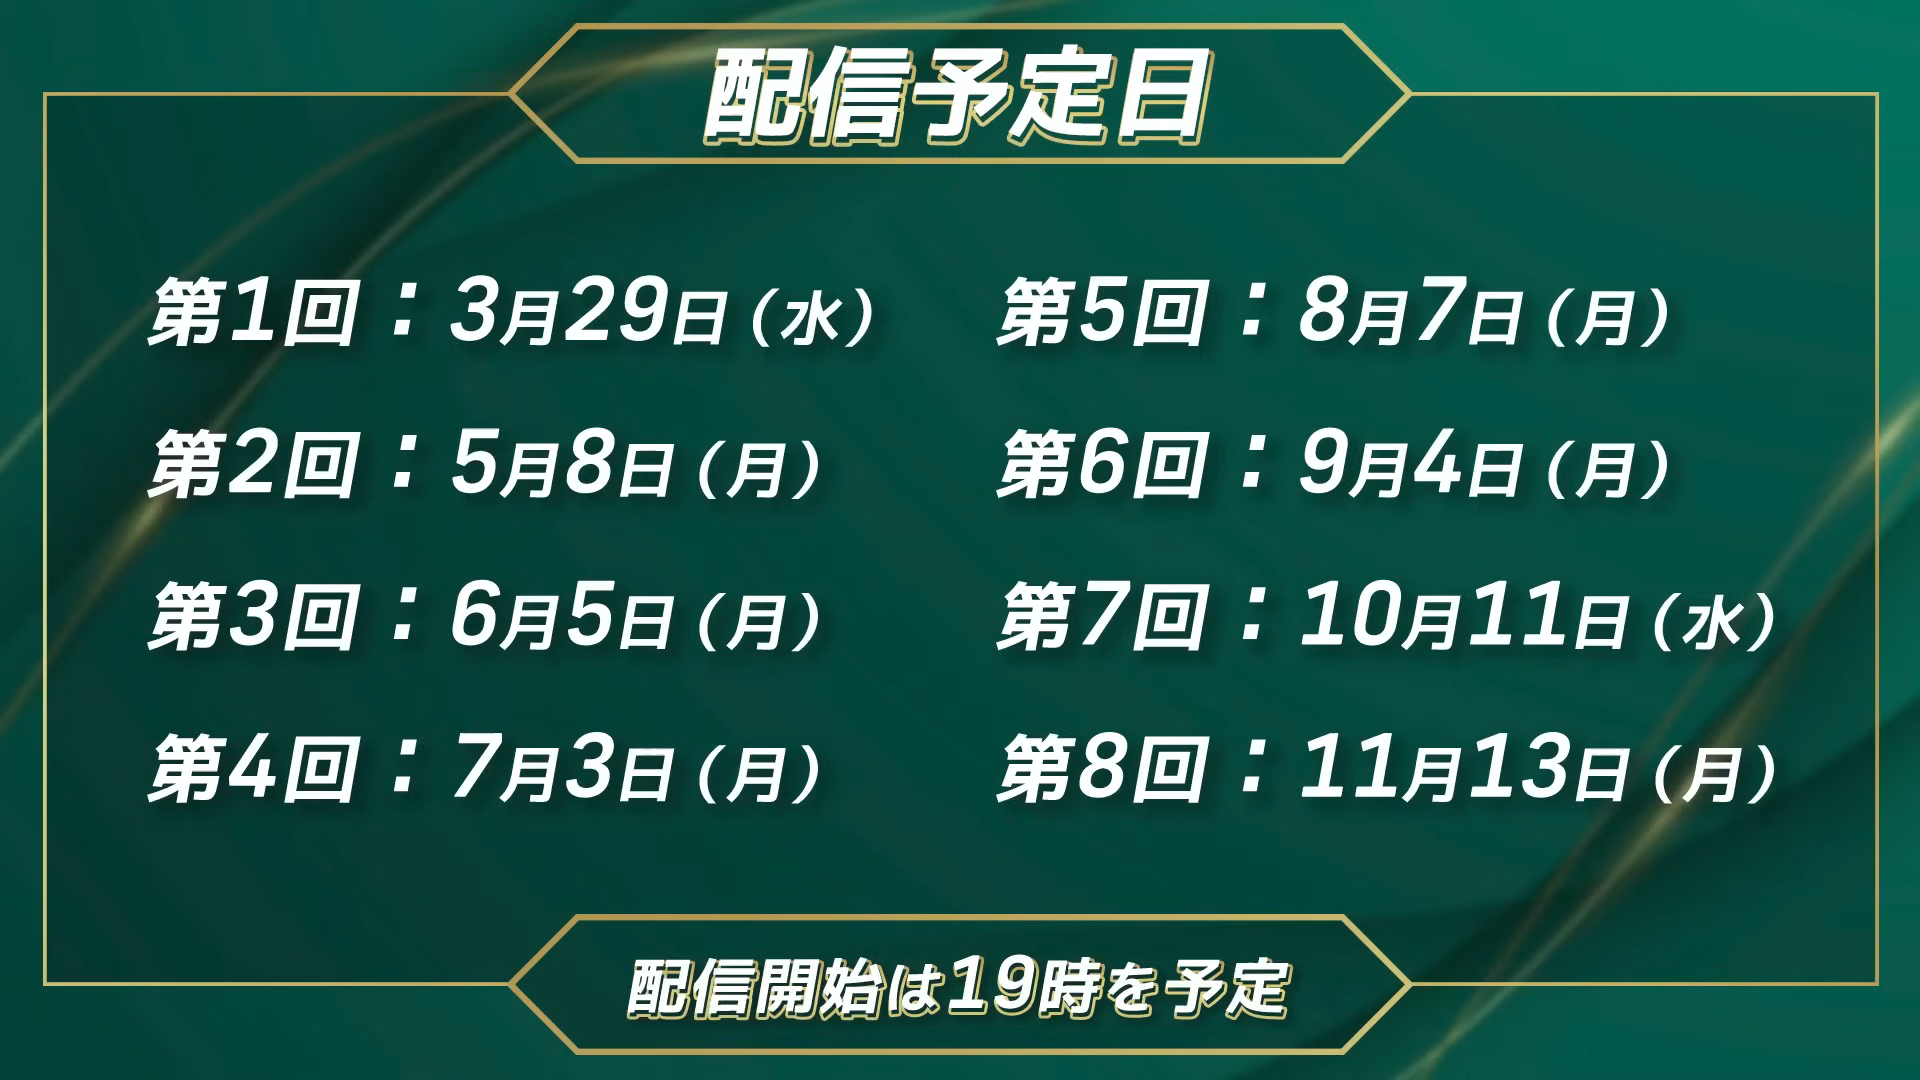 配信予定日
第1回：3月29日（水）
第2回：5月8日（月）
第3回：6月5日（月）
第4回：7月3日（月）
第5回：8月7日（月）
第6回：9月4日（月）
第7回：10月11日（水）
第8回：11月13日（月）
配信開始は19時を予定